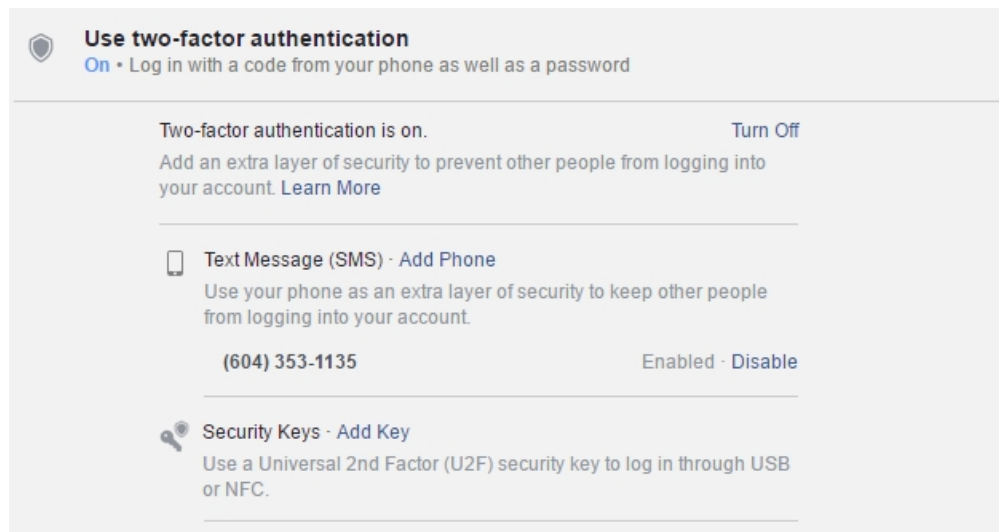 Use two-factor authentication
On • Log in with a code from your phone as well as a password
Two-factor authentication is on. Turn Off
Add an extra layer of security to prevent other people from logging into
your account. Learn More
Text Message (SMS) · Add Phone
Use your phone as an extra layer of security to keep other people
from logging into your account.
(604) 353-1135 Enabled · Disable
Security Keys · Add Key
Use a Universal 2nd Factor (U2F) security key to log in through USB
or NFC.